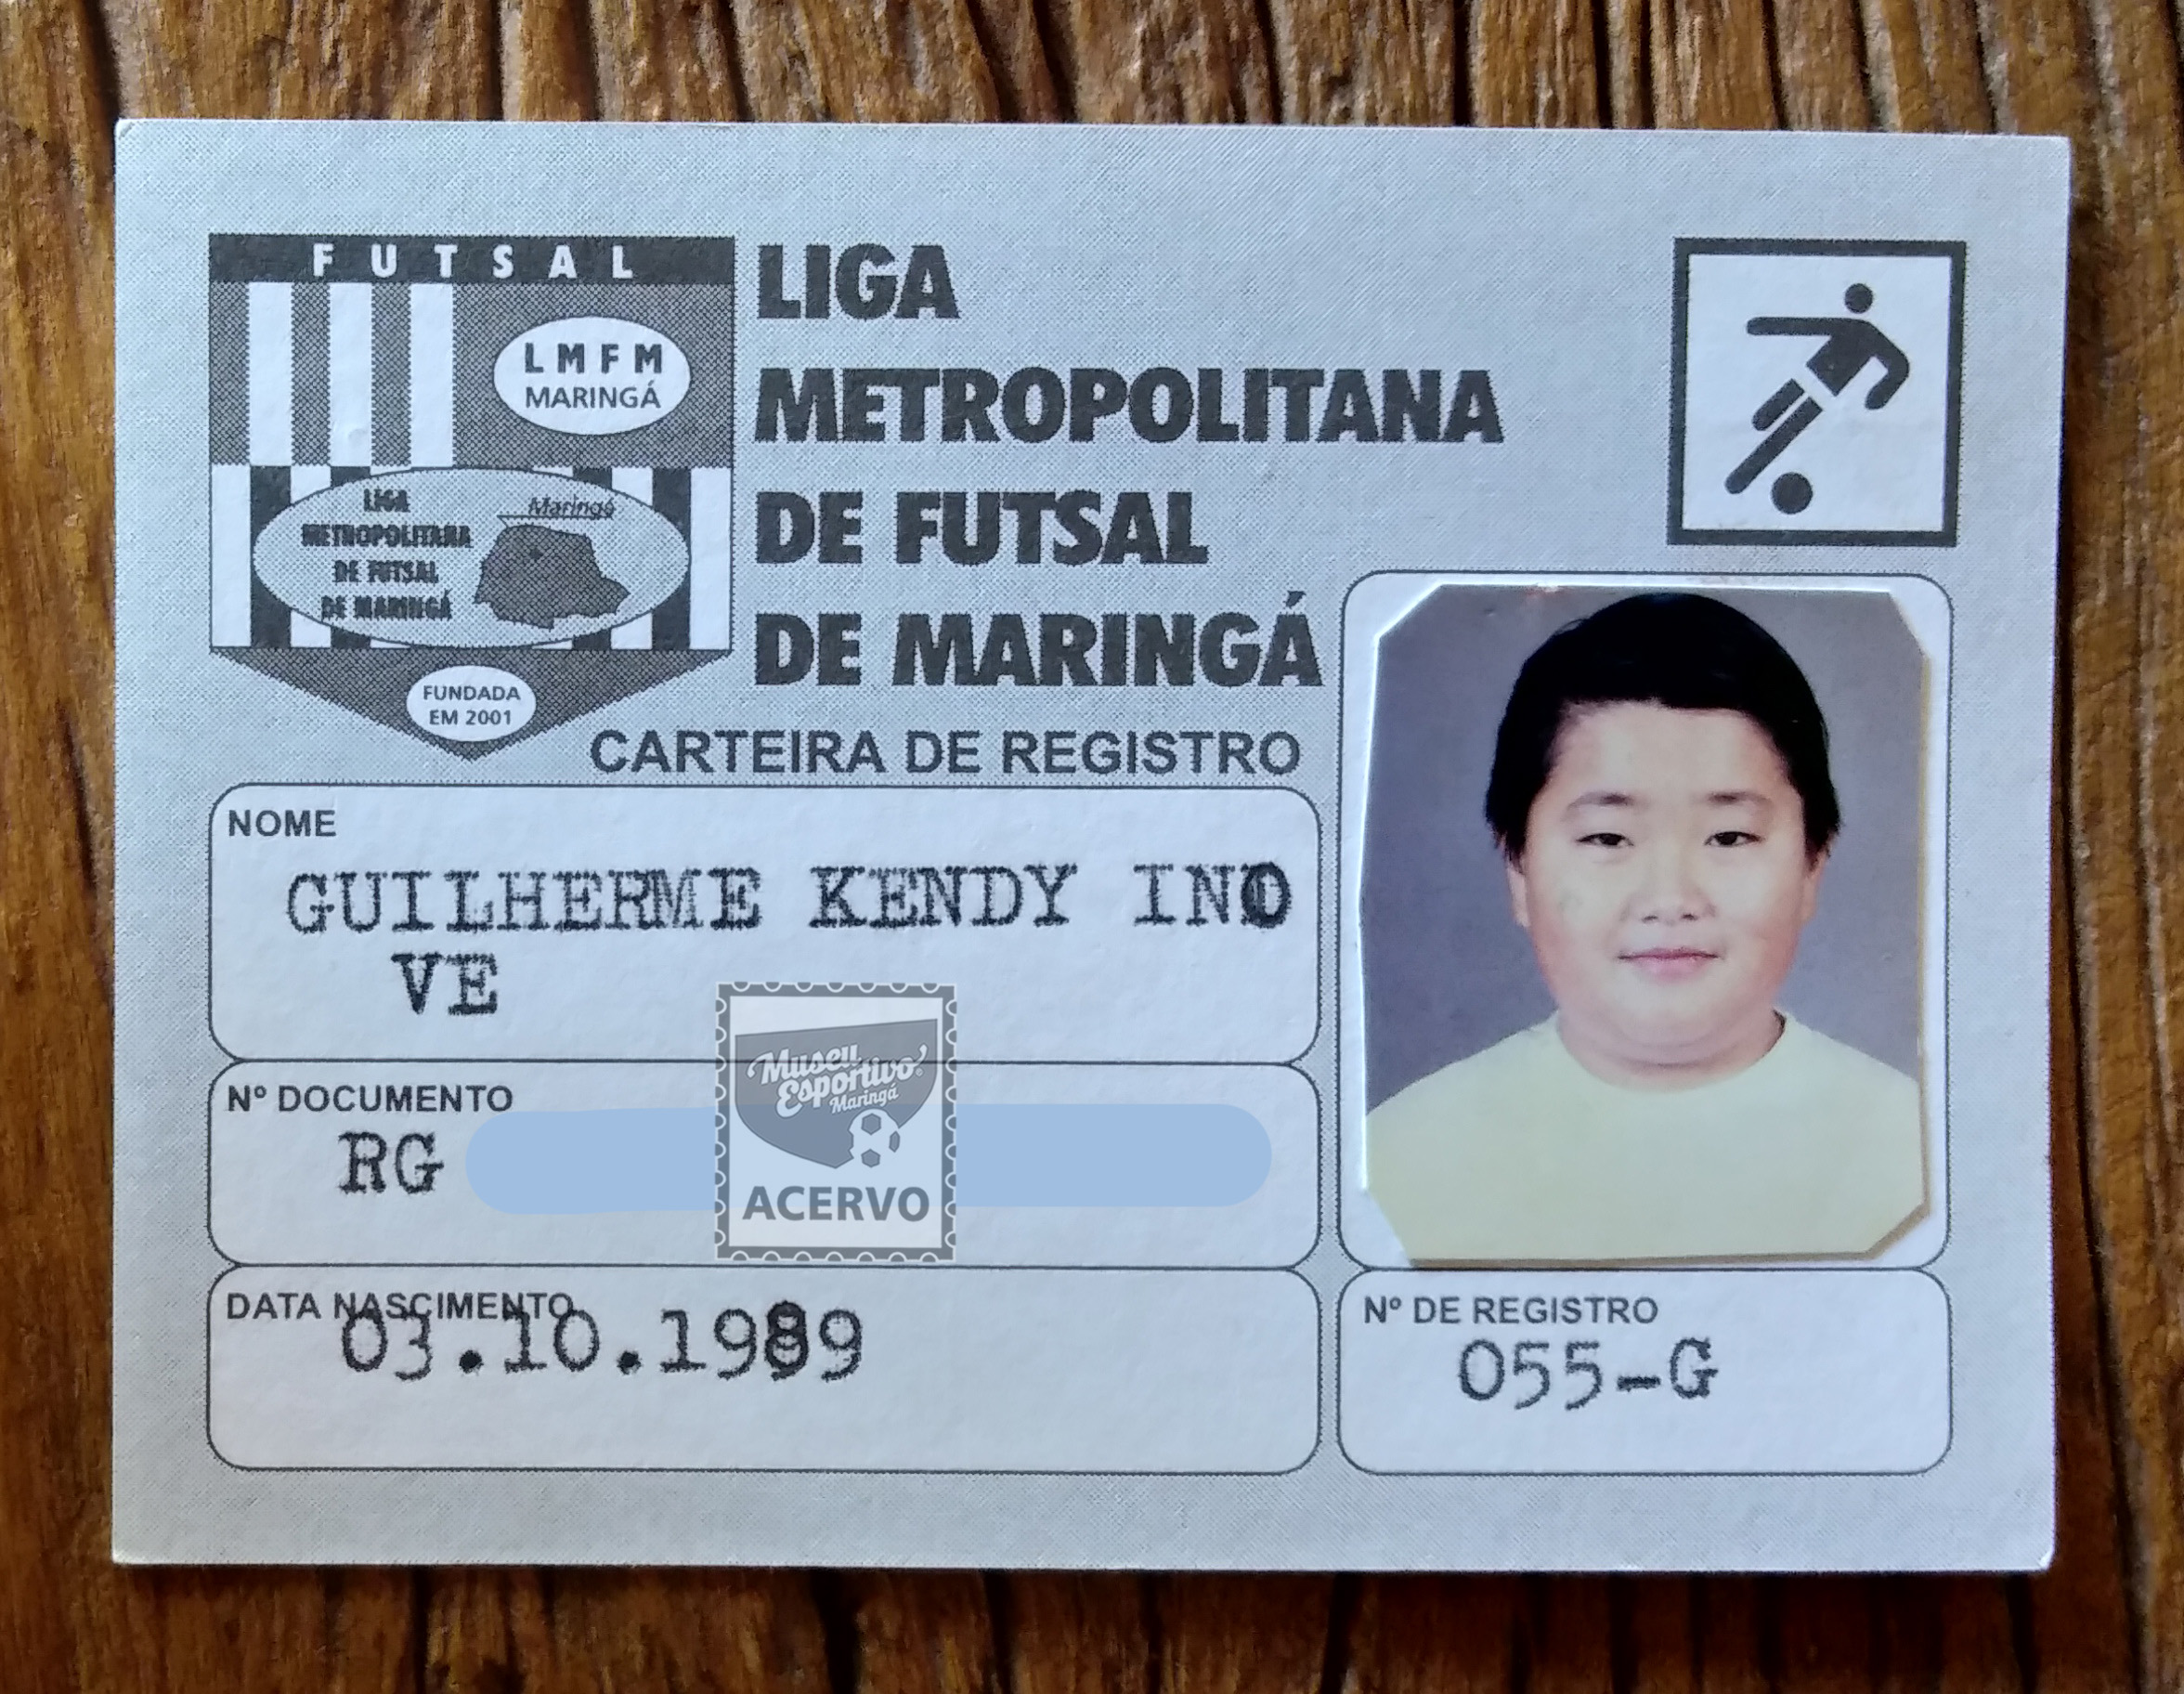 FUTSAL
LMFM
MARINGÁ
LIGA
METROPOLITANA
DE FUTSAL
DE MARINGÁ
Maringá
FUNDADA
EM 2001
LIGA
METROPOLITANA
DE FUTSAL
DE MARINGÁ
CARTEIRA DE REGISTRO
NOME
GUILHERME KENDY INO
VE
Nº DOCUMENTO
RG
Museu
Esportivo
Maringá
ACERVO
DATA NASCIMENTO
03.10.1989
Nº DE REGISTRO
055-G